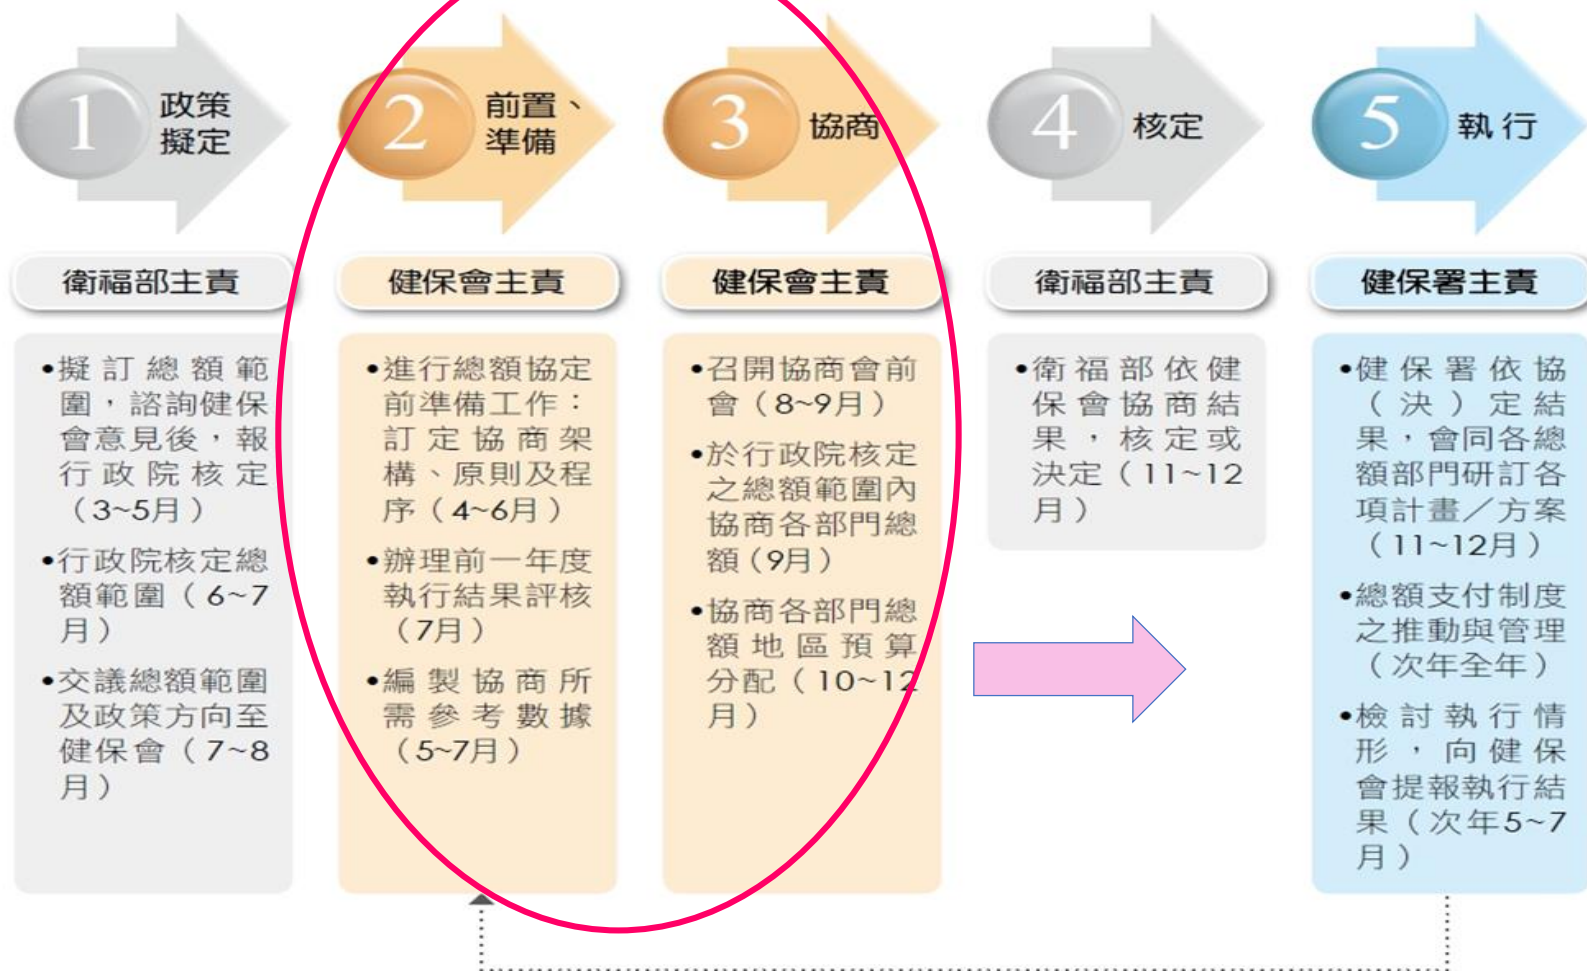 1
政策
擬定
衛福部主責
•擬訂總額範
圍，諮詢健保
會意見後，報
行政院核定
（3~5月）
•行政院核定總
額範圍（6~7
月）
•交議總額範圍
及政策方向至
健保會（7~8
月）
2
前置、
準備
健保會主責
•進行總額協定
前準備工作：
訂定協商架
構、原則及程
序（4~6月）
•辦理前一年度
執行結果評核
（7月）
•編製協商所
需參考數據
（5~7月）
3
協商
健保會主責
•召開協商會前
會（8~9月）
•於行政院核定
之總額範圍內
協商各部門總
額（9月）
•協商各部門總
額地區預算
分配（10~12
月）
4
核定
衛福部主責
•衛福部依健
保會協商結
果，核定或
決定（11~12
月）
5
執行
健保署主責
•健保署依協
（決）定結
果，會同各總
額部門研訂各
項計畫／方案
（11~12月）
•總額支付制度
之推動與管理
（次年全年）
•檢討執行情
形，向健保
會提報執行結
果（次年5~7
月）